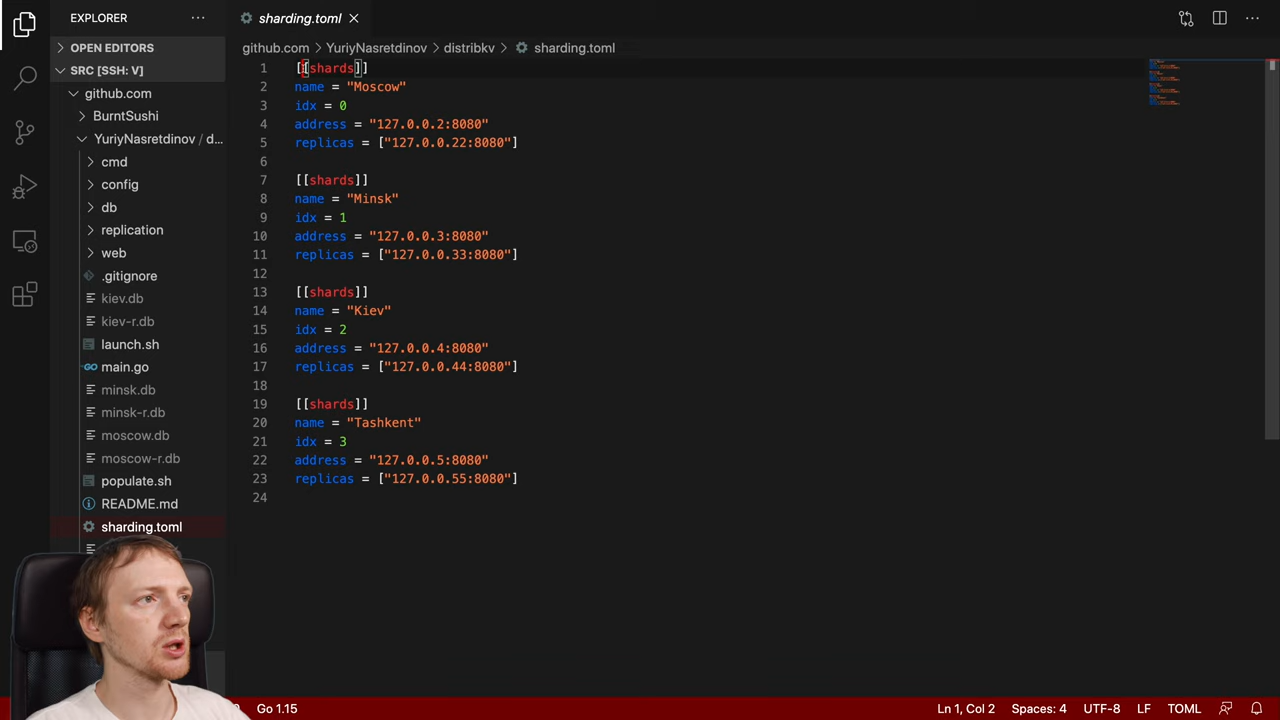 EXPLORER
sharding.toml
OPEN EDITORS
github.com > YuriyNasretdinov > distribkv > sharding.toml
SRC [SSH: V]
github.com
BurntSushi
YuriyNasretdinov / d...
cmd
config
db
replication
web
.gitignore
kiev.db
kiev-r.db
launch.sh
main.go
minsk.db
minsk-r.db
moscow.db
moscow-r.db
populate.sh
README.md
sharding.toml
1 [[shards]]
2 name = "Moscow"
3 idx = 0
4 address = "127.0.0.2:8080"
5 replicas = ["127.0.0.22:8080"]
6
7 [[shards]]
8 name = "Minsk"
9 idx = 1
10 address = "127.0.0.3:8080"
11 replicas = ["127.0.0.33:8080"]
12
13 [[shards]]
14 name = "Kiev"
15 idx = 2
16 address = "127.0.0.4:8080"
17 replicas = ["127.0.0.44:8080"]
18
19 [[shards]]
20 name = "Tashkent"
21 idx = 3
22 address = "127.0.0.5:8080"
23 replicas = ["127.0.0.55:8080"]
24
Go 1.15
Ln 1, Col 2 Spaces: 4 UTF-8 LF TOML